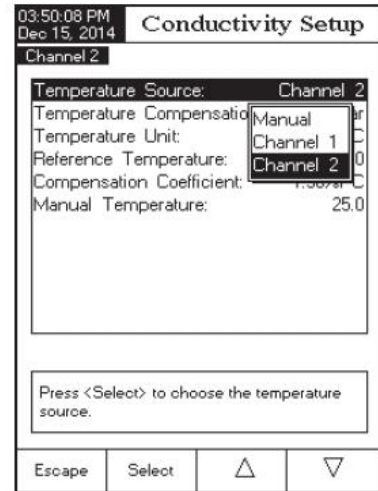 03:50:08 PM
Dec 15, 2014
Conductivity Setup
Channel 2
Temperature Source: Channel 2
Temperature
Temperature Unit: C
Reference Temperature: 0
Compensation Coefficient:
Manual Temperature: 25.0
Manual
Channel 1
Channel 2
Press <Select> to choose the temperature
source.
Escape Select